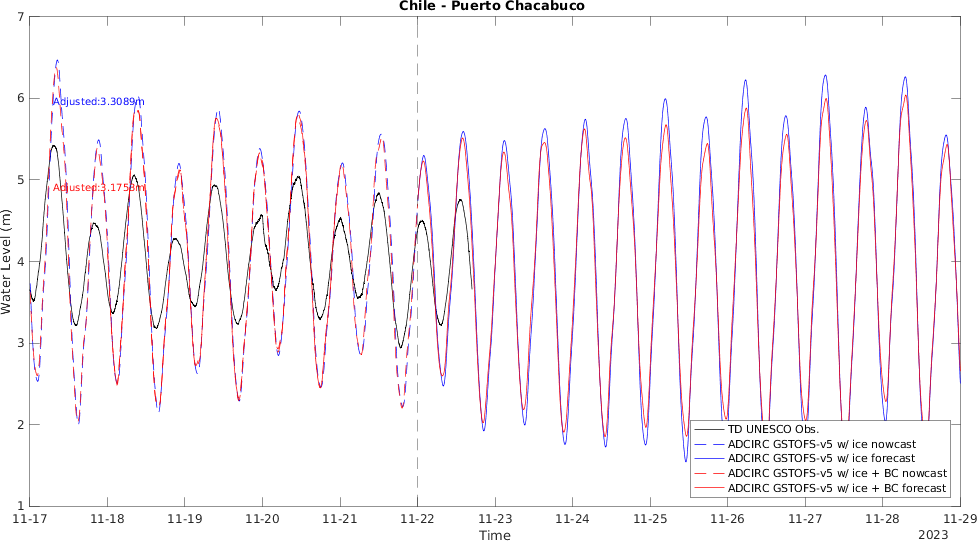 Chile - Puerto Chacabuco
7
6
5
4
3
2
1
Water Level (m)
Adjusted:3.3089m
Adjusted:3.1753m
TD UNESCO Obs.
ADCIRC GSTOFS-v5 w/ ice nowcast
ADCIRC GSTOFS-v5 w/ ice forecast
ADCIRC GSTOFS-v5 w/ ice + BC nowcast
ADCIRC GSTOFS-v5 w/ ice + BC forecast
11-17 11-18 11-19 11-20 11-21 11-22 11-23 11-24 11-25 11-26 11-27 11-28 11-29
Time
2023